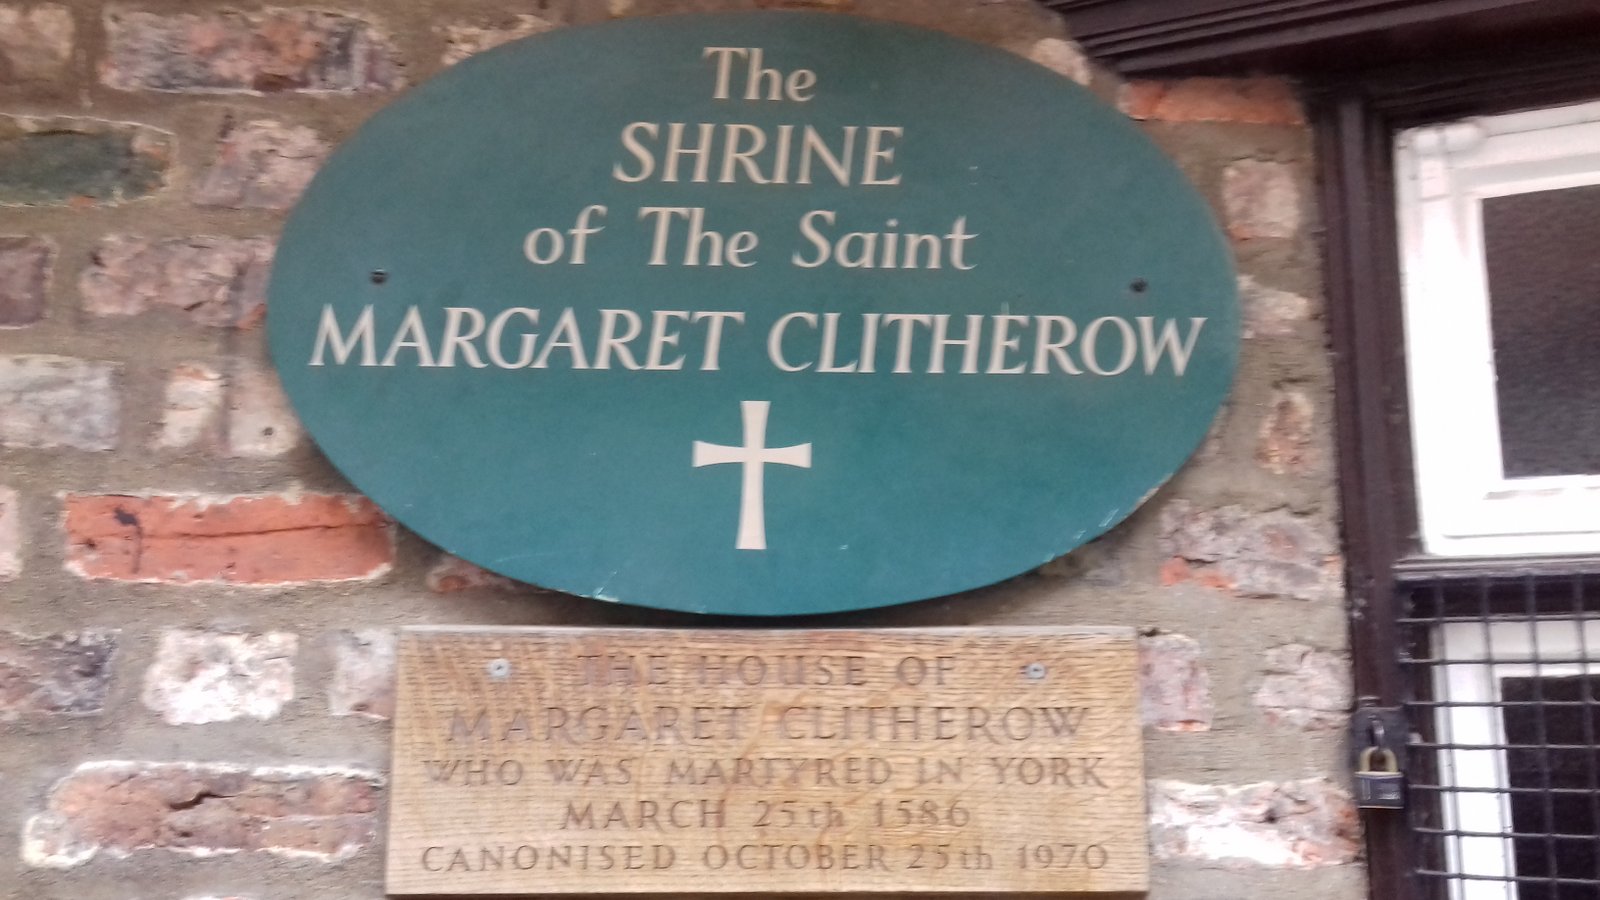 The
SHRINE
of The Saint
MARGARET CLITHEROW
THE HOUSE OF
MARGARET CLITHEROW
WHO WAS MARTYRED IN YORK
MARCH 25th 1586
CANONISED OCTOBER 25th 1970